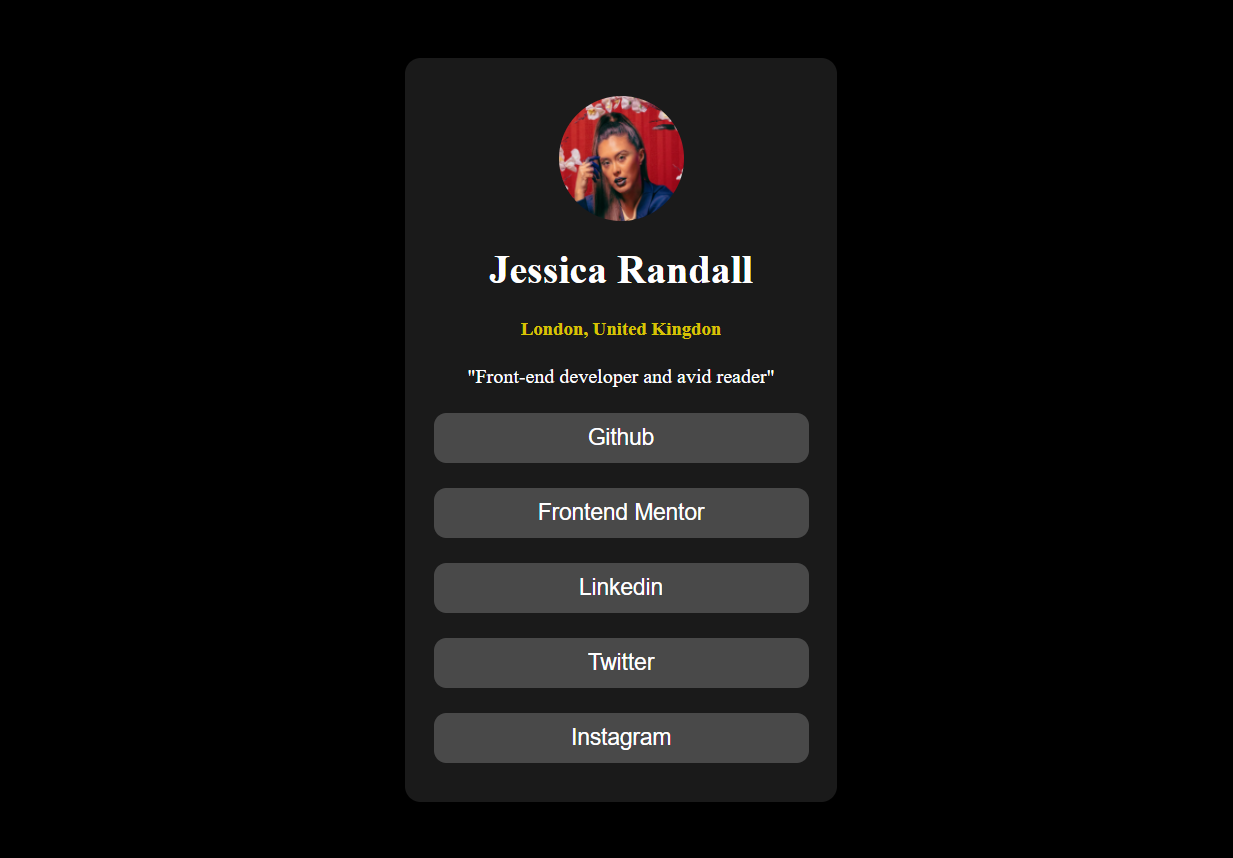 Jessica Randall
London, United Kingdon
"Front-end developer and avid reader"
Github
Frontend Mentor
Linkedin
Twitter
Instagram